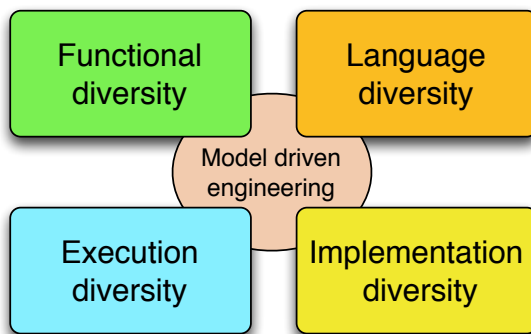 Functional
diversity
Language
diversity
Model driven
engineering
Execution
diversity
Implementation
diversity